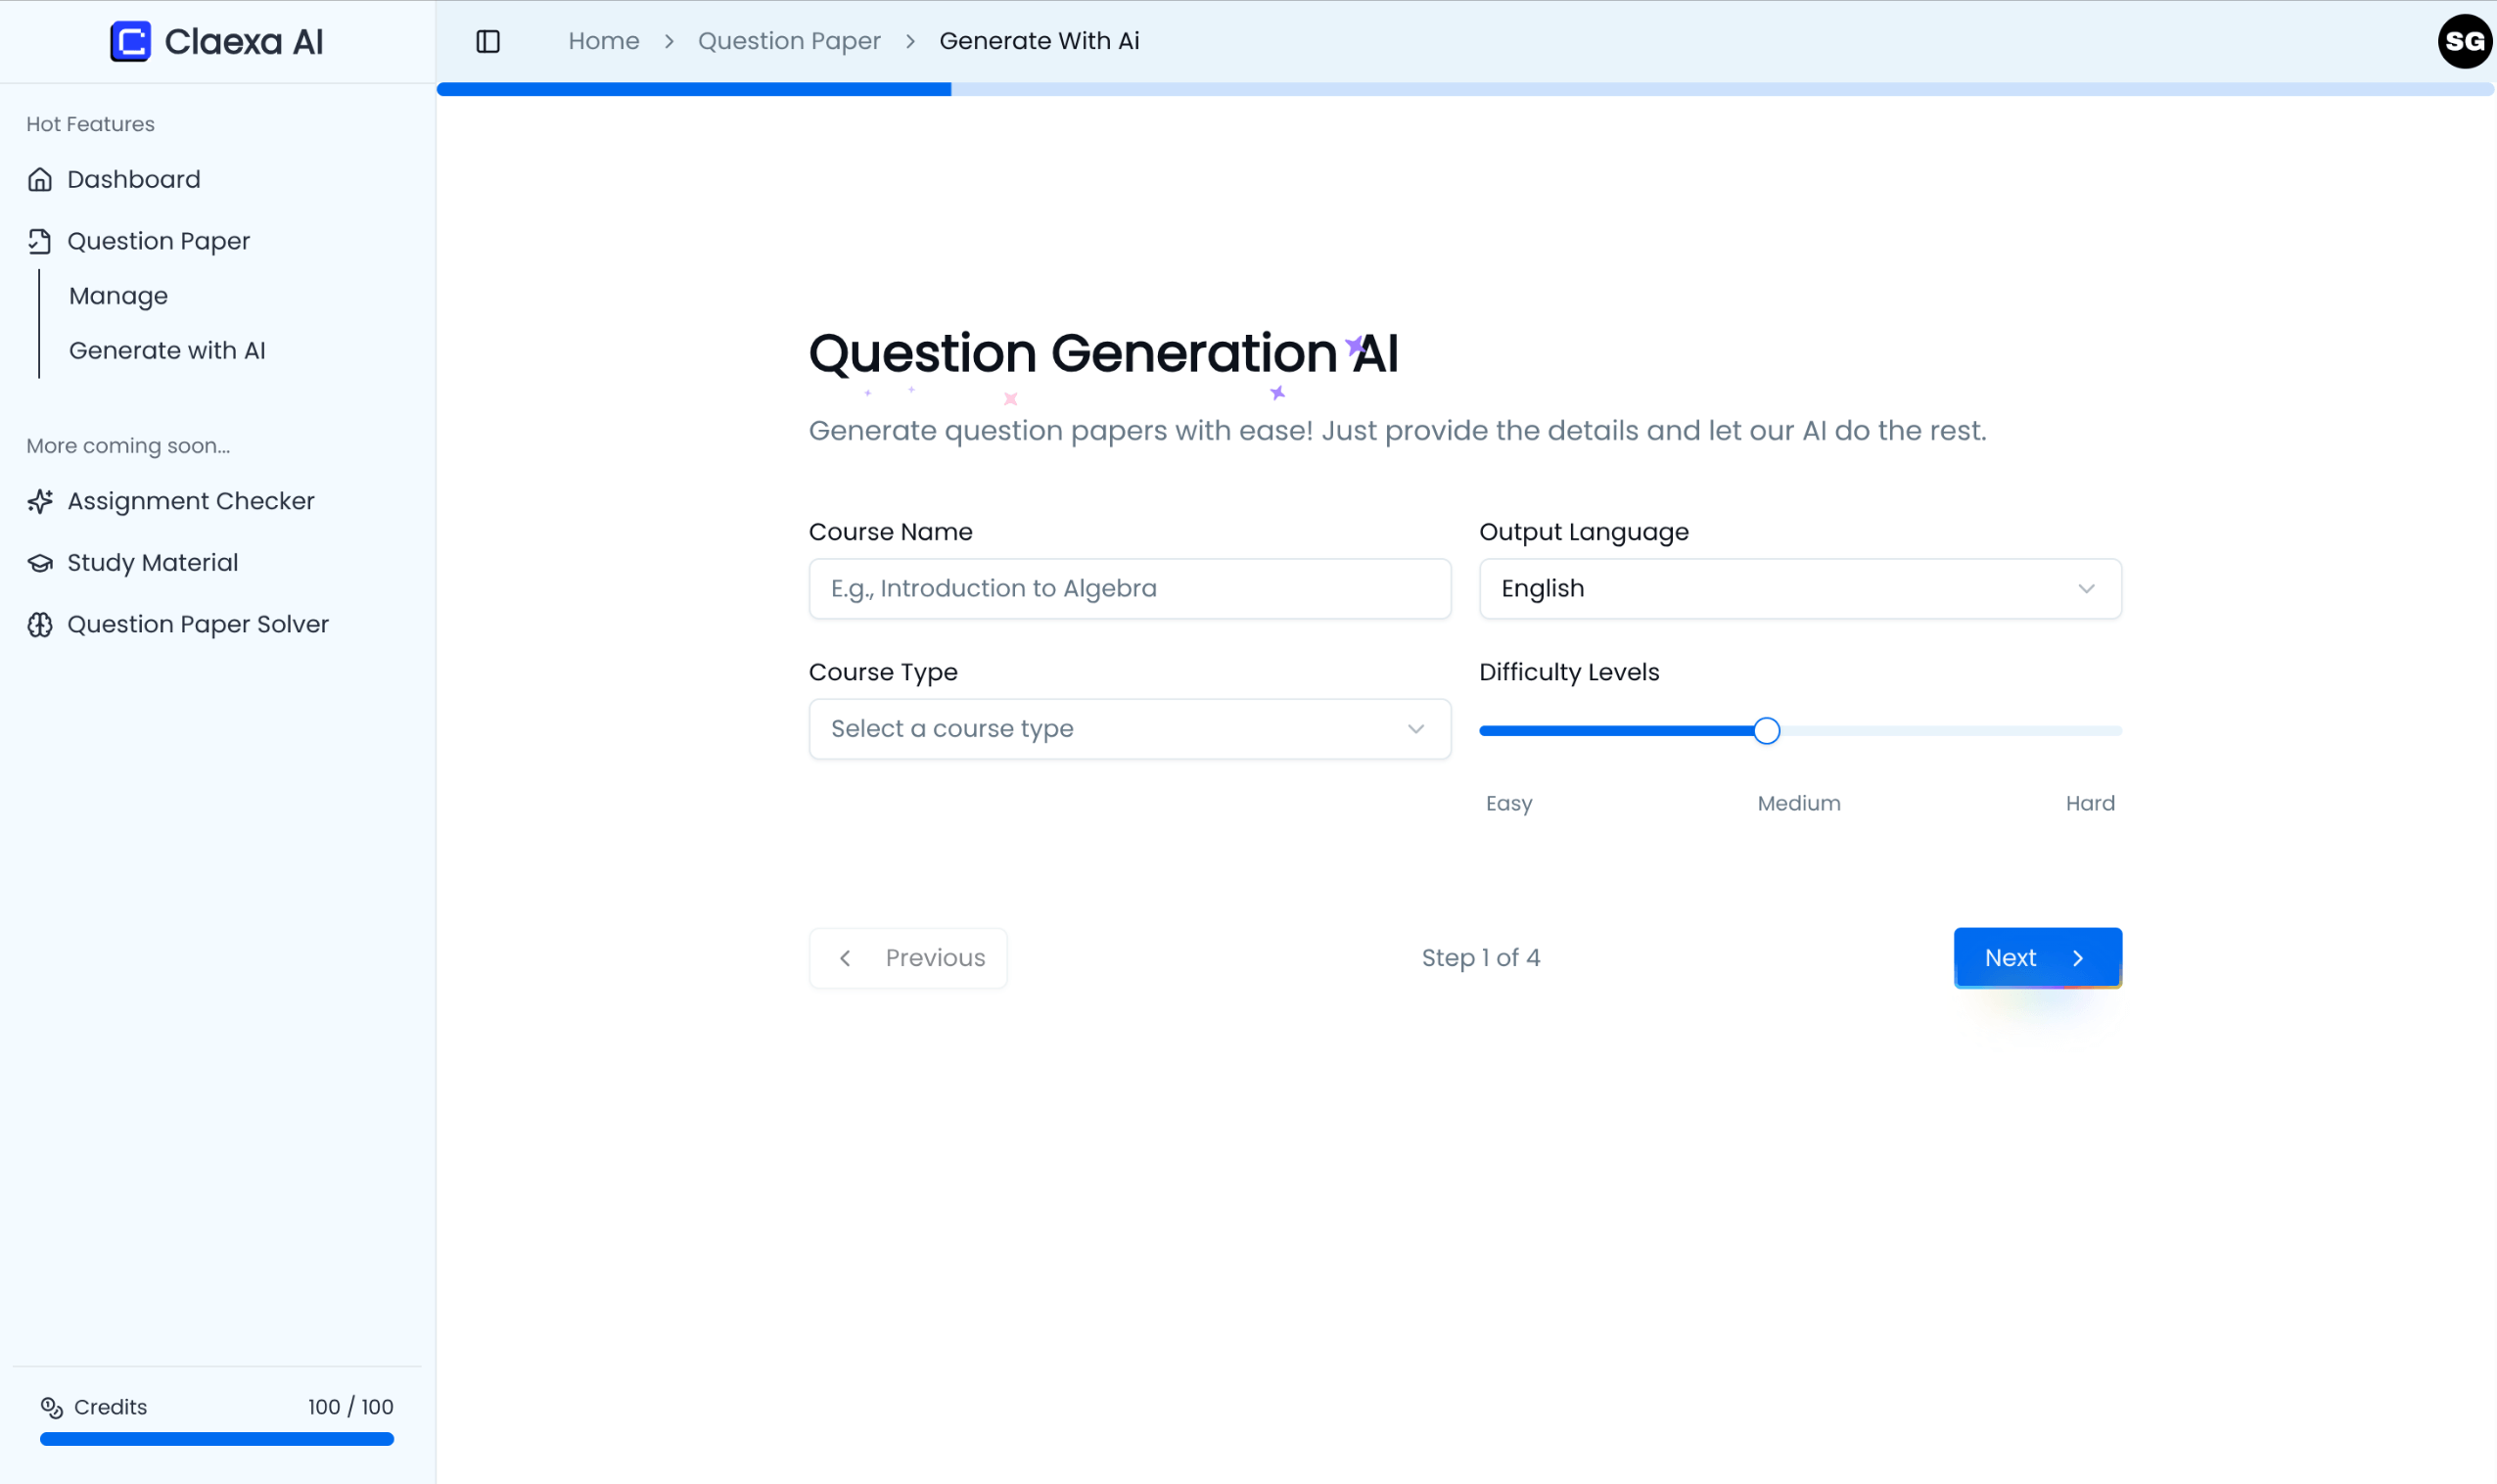 Claexa AI
Home > Question Paper > Generate With Ai
SG
Hot Features
Dashboard
Question Paper
Manage
Generate with AI
More coming soon...
Assignment Checker
Study Material
Question Paper Solver
Credits 100 / 100
Question Generation AI
Generate question papers with ease! Just provide the details and let our AI do the rest.
Course Name
E.g., Introduction to Algebra
Output Language
English
Course Type
Select a course type
Difficulty Levels
Easy Medium Hard
Previous
Step 1 of 4
Next